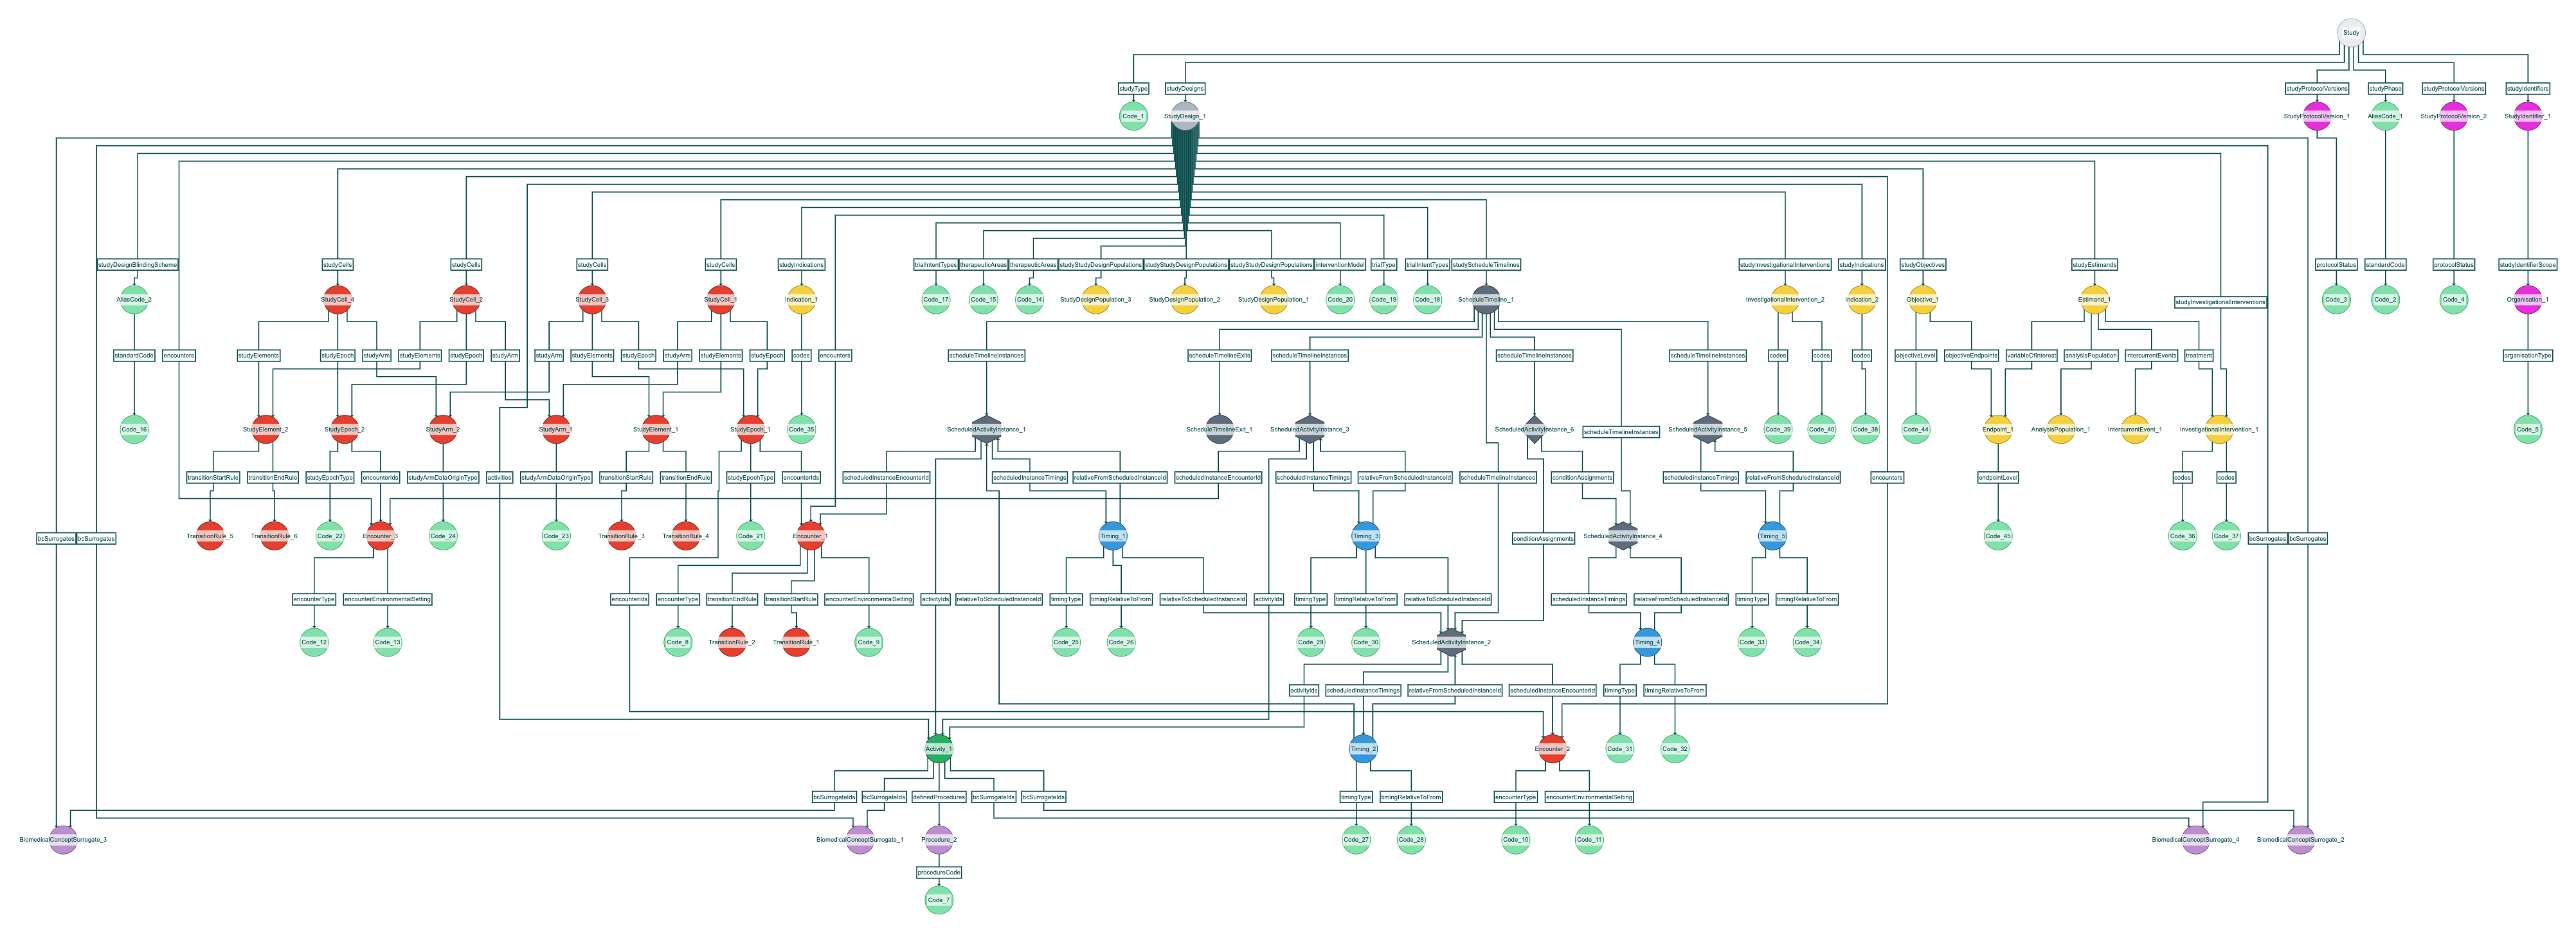 Study
studyType
studyDesigns
studyProtocolVersions
studyPhase
studyProtocolVersions
studyIdentifiers
Code_1
StudyDesign_1
StudyProtocolVersion_1
AliasCode_1
StudyProtocolVersion_2
StudyIdentifier_1
studyDesignBlindingScheme
studyCells
studyCells
studyCells
studyCells
studyIndications
trialIntentTypes
therapeuticAreas
therapeuticAreas
studyStudyDesignPopulations
studyStudyDesignPopulations
studyStudyDesignPopulations
interventionModel
trialType
trialIntentTypes
studyScheduleTimelines
studyInvestigationalInterventions
studyIndications
studyObjectives
studyEstimands
protocolStatus
standardCode
protocolStatus
studyIdentifierScope
AliasCode_2
StudyCell_4
StudyCell_2
StudyCell_3
StudyCell_1
Indication_1
Code_17
Code_15
Code_14
StudyDesignPopulation_3
StudyDesignPopulation_2
StudyDesignPopulation_1
Code_20
Code_19
Code_18
ScheduleTimeline_1
InvestigationalIntervention_2
Indication_2
Objective_1
Estimand_1
studyInvestigationalInterventions
Code_3
Code_2
Code_4
Organisation_1
standardCode
encounters
studyElements
studyEpoch
studyArm
studyElements
studyEpoch
studyArm
studyArm
studyElements
studyEpoch
studyArm
studyElements
studyEpoch
codes
encounters
scheduleTimelineInstances
scheduleTimelineExits
scheduleTimelineInstances
scheduleTimelineInstances
scheduleTimelineInstances
codes
codes
codes
objectiveLevel
objectiveEndpoints
variableOfInterest
analysisPopulation
intercurrentEvents
treatment
organisationType
Code_16
StudyElement_2
StudyEpoch_2
StudyArm_2
StudyArm_1
StudyElement_1
StudyEpoch_1
Code_35
ScheduledActivityInstance_1
ScheduleTimelineExit_1
ScheduledActivityInstance_3
ScheduledActivityInstance_6
scheduleTimelineInstances
ScheduledActivityInstance_5
Code_39
Code_40
Code_38
Code_44
Endpoint_1
AnalysisPopulation_1
IntercurrentEvent_1
InvestigationalIntervention_1
Code_5
transitionStartRule
transitionEndRule
studyEpochType
encounterIds
studyArmDataOriginType
activities
studyArmDataOriginType
transitionStartRule
transitionEndRule
studyEpochType
encounterIds
scheduledInstanceEncounterId
scheduledInstanceTimings
relativeFromScheduledInstanceId
scheduledInstanceEncounterId
scheduledInstanceTimings
relativeFromScheduledInstanceId
scheduleTimelineInstances
conditionAssignments
scheduledInstanceTimings
relativeFromScheduledInstanceId
encounters
endpointLevel
codes
codes
bcSurrogates
bcSurrogates
TransitionRule_5
TransitionRule_6
Code_22
Encounter_3
Code_24
Code_23
TransitionRule_3
TransitionRule_4
Code_21
Encounter_1
Timing_1
Timing_3
conditionAssignments
ScheduledActivityInstance_4
Timing_5
Code_45
Code_36
Code_37
bcSurrogates
bcSurrogates
encounterType
encounterEnvironmentalSetting
encounterIds
encounterType
transitionEndRule
transitionStartRule
encounterEnvironmentalSetting
activityIds
relativeToScheduledInstanceId
timingType
timingRelativeToFrom
relativeToScheduledInstanceId
activityIds
timingType
timingRelativeToFrom
relativeToScheduledInstanceId
scheduledInstanceTimings
relativeFromScheduledInstanceId
timingType
timingRelativeToFrom
Code_12
Code_13
Code_8
TransitionRule_2
TransitionRule_1
Code_9
Code_25
Code_26
Code_29
Code_30
ScheduledActivityInstance_2
Timing_4
Code_33
Code_34
activityIds
scheduledInstanceTimings
relativeFromScheduledInstanceId
scheduledInstanceEncounterId
timingType
timingRelativeToFrom
Activity_1
Timing_2
Encounter_2
Code_31
Code_32
bcSurrogateIds
bcSurrogateIds
definedProcedures
bcSurrogateIds
bcSurrogateIds
timingType
timingRelativeToFrom
encounterType
encounterEnvironmentalSetting
BiomedicalConceptSurrogate_3
BiomedicalConceptSurrogate_1
Procedure_2
Code_27
Code_28
Code_10
Code_11
BiomedicalConceptSurrogate_4
BiomedicalConceptSurrogate_2
procedureCode
Code_7